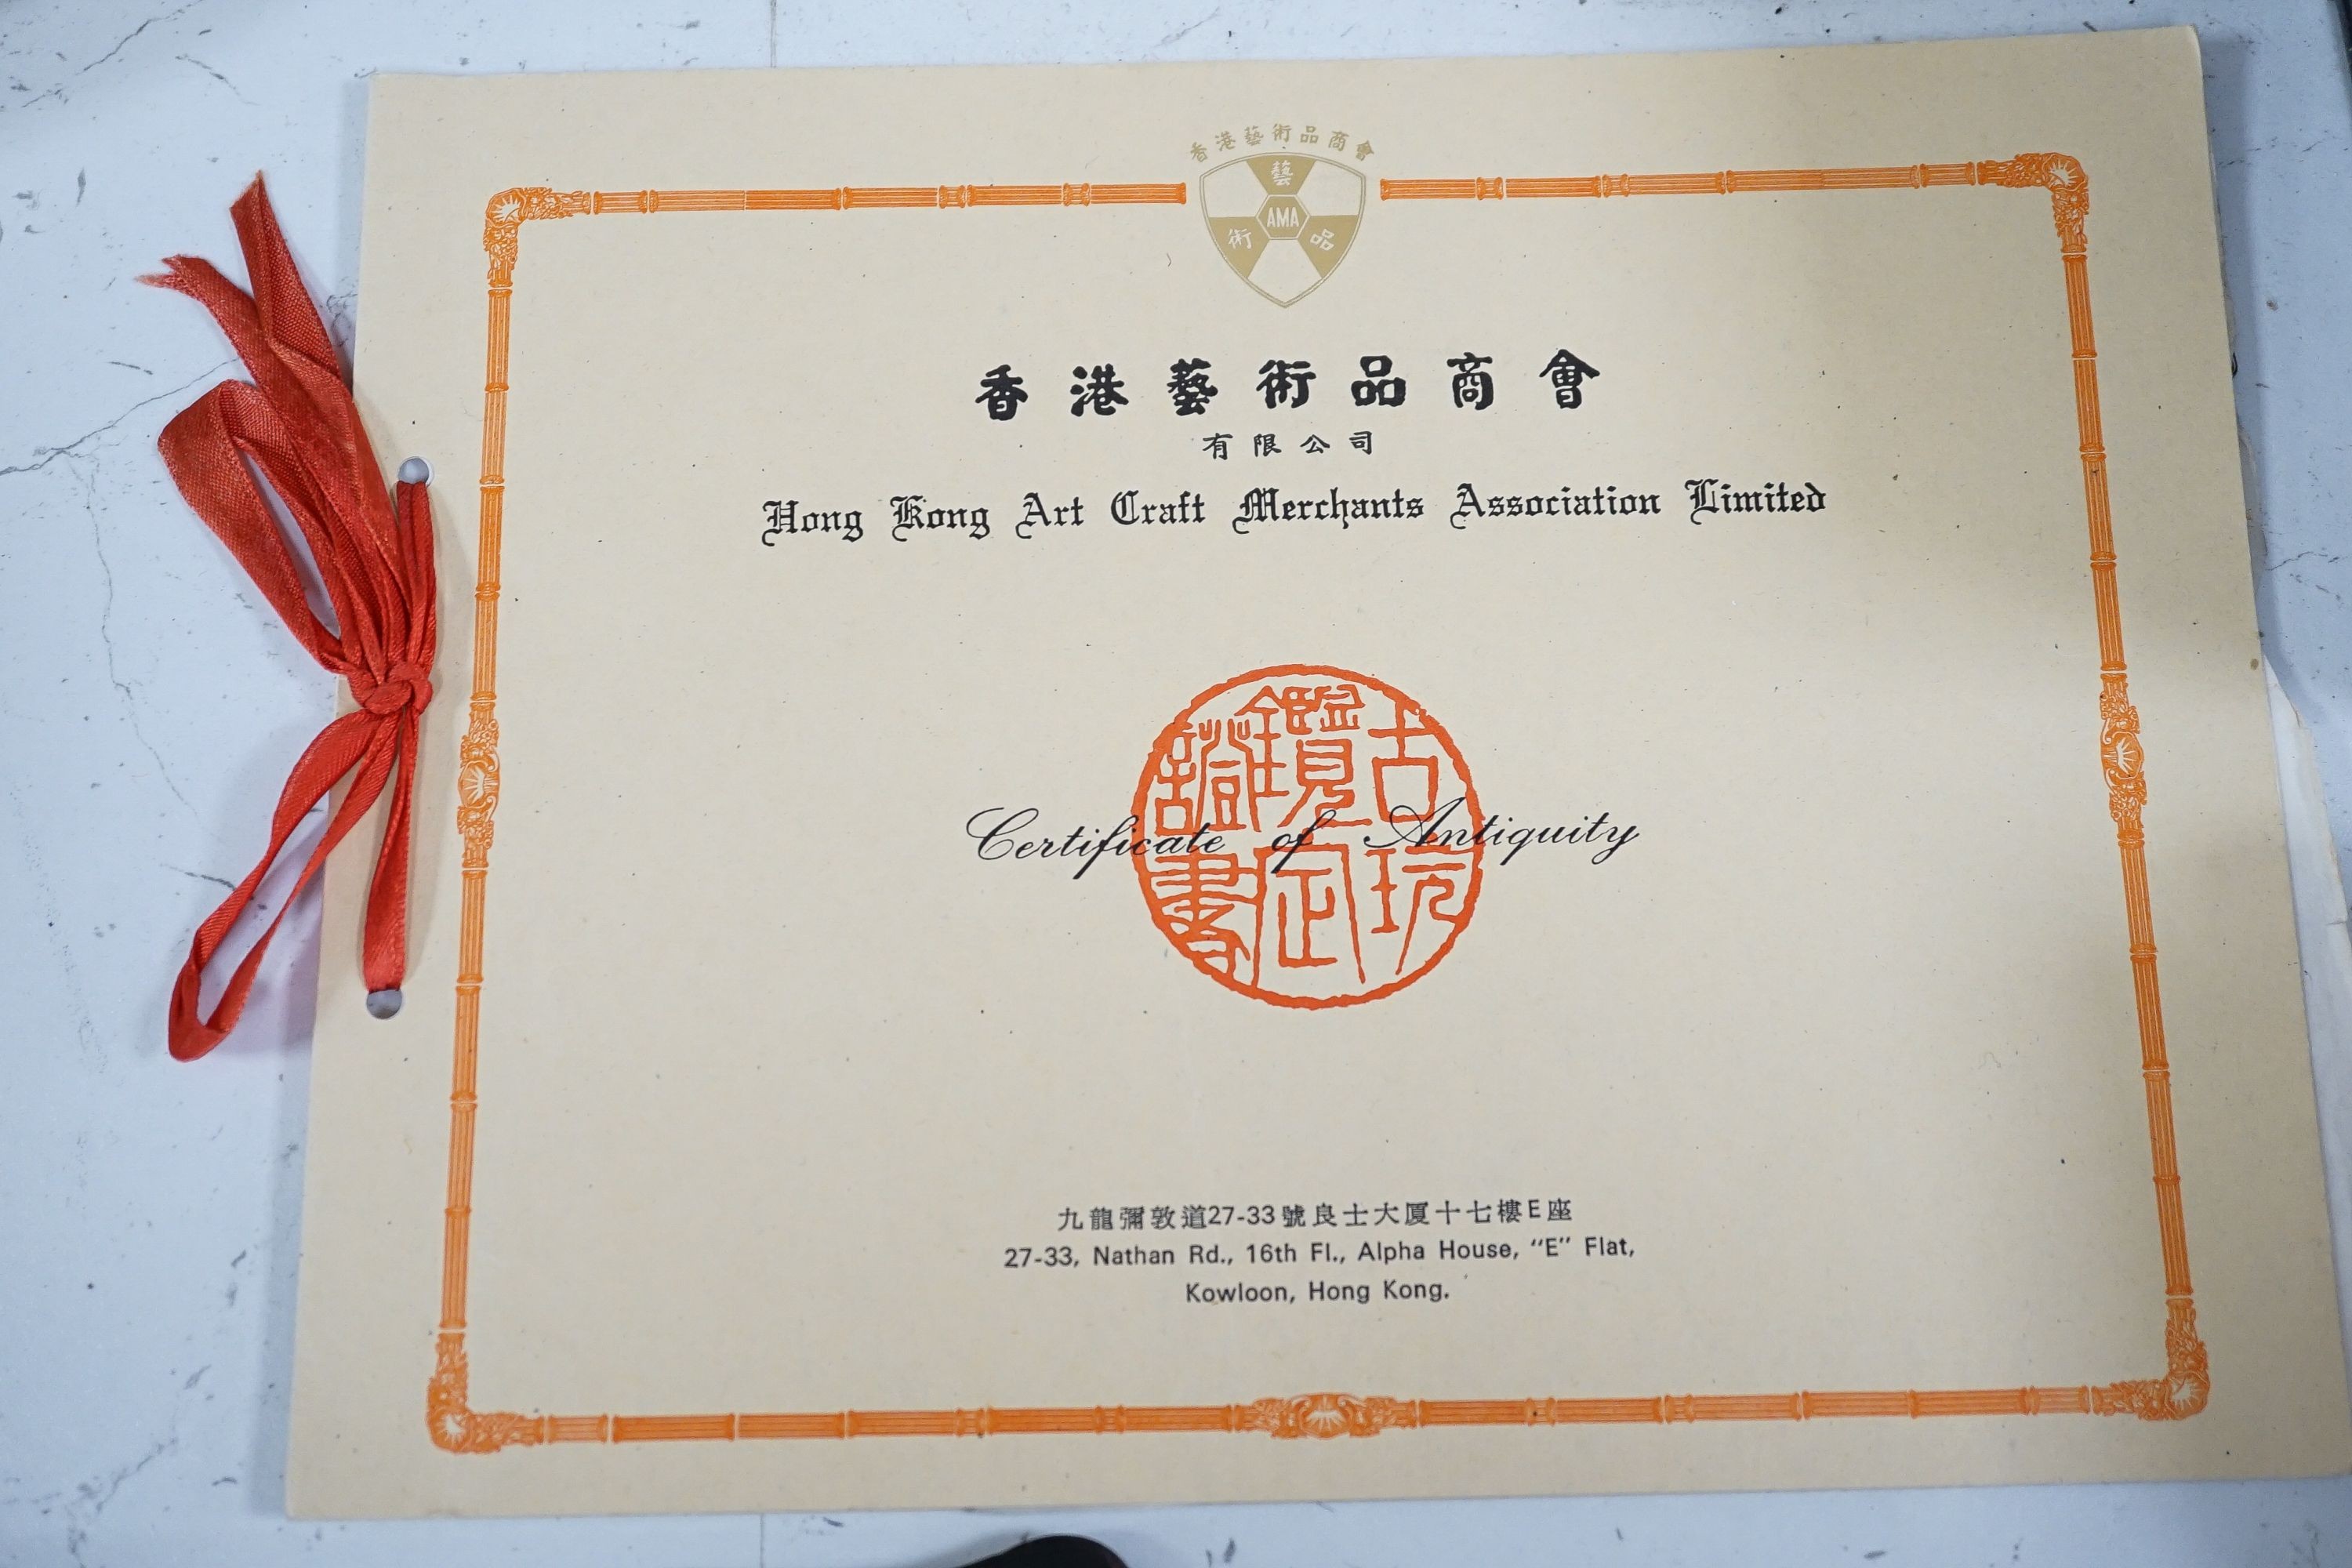 香港藝術品商會
藝
AMA
術 品
香港藝術品商會
有限公司
Hong Kong Art Craft Merchants Association Limited
古玩鑑定證書
Certificate of Antiquity
九龍彌敦道27-33號良士大厦十七樓E座
27-33, Nathan Rd., 16th Fl., Alpha House, “E” Flat,
Kowloon, Hong Kong.